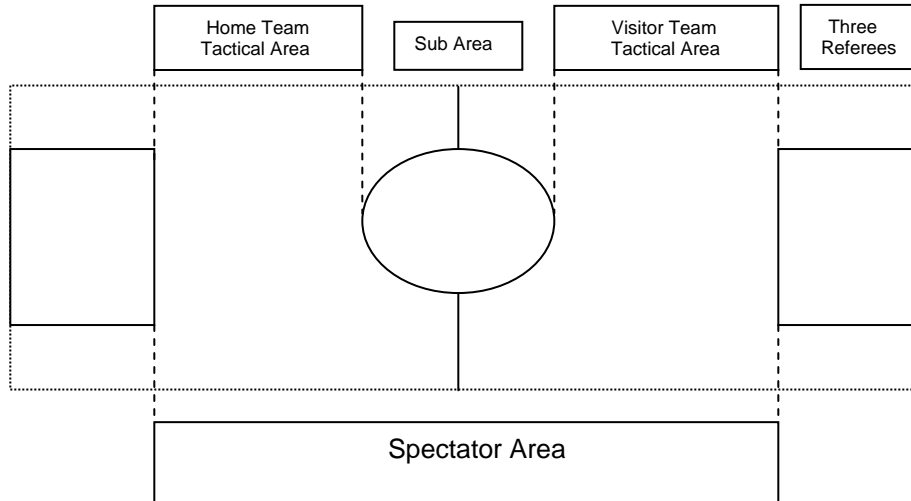 Home Team
Tactical Area
Sub Area
Visitor Team
Tactical Area
Three
Referees
Spectator Area